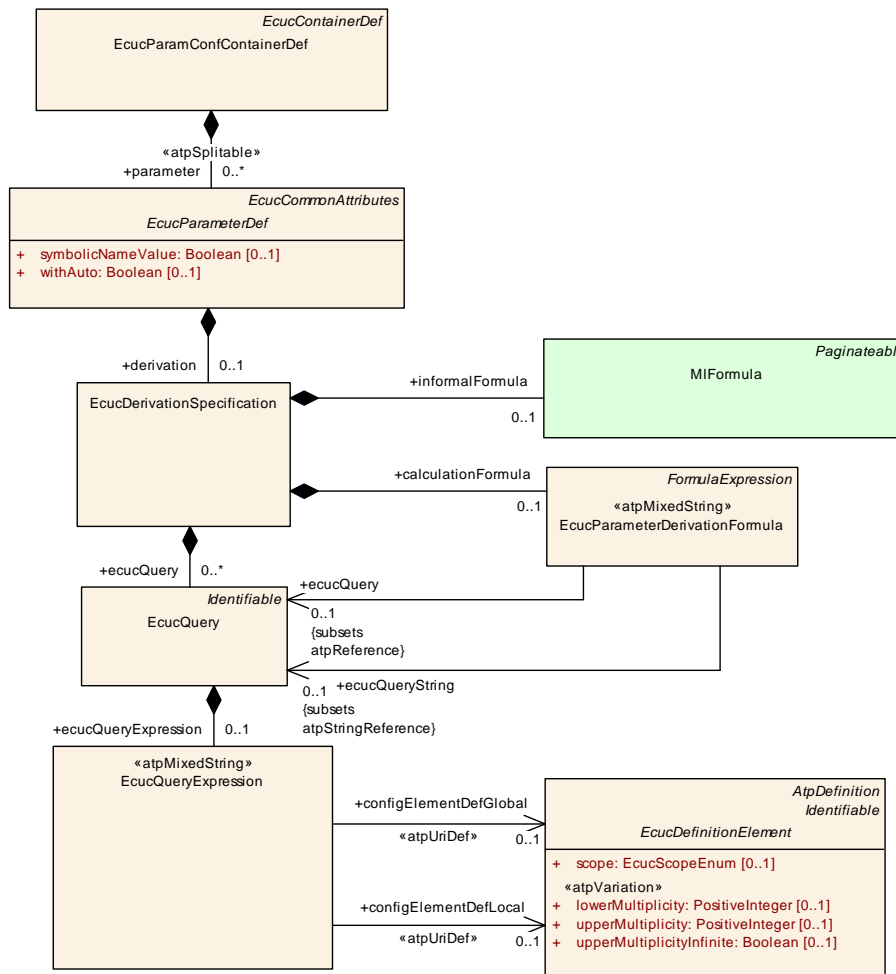 EcucContainerDef
EcucParamConfContainerDef
«atpSplitable»
+parameter 0..*
EcucCommonAttributes
EcucParameterDef
+ symbolicNameValue: Boolean [0..1]
+ withAuto: Boolean [0..1]
+derivation 0..1
EcucDerivationSpecification
+informalFormula
0..1
Paginateabl
MlFormula
+calculationFormula
0..1
FormulaExpression
«atpMixedString»
EcucParameterDerivationFormula
+ecucQuery 0..*
Identifiable
EcucQuery
+ecucQuery
0..1
{subsets
atpReference}
+ecucQueryString
0..1
{subsets
atpStringReference}
+ecucQueryExpression 0..1
«atpMixedString»
EcucQueryExpression
+configElementDefGlobal
«atpUriDef» 0..1
+configElementDefLocal
«atpUriDef» 0..1
AtpDefinition
Identifiable
EcucDefinitionElement
+ scope: EcucScopeEnum [0..1]
«atpVariation»
+ lowerMultiplicity: PositiveInteger [0..1]
+ upperMultiplicity: PositiveInteger [0..1]
+ upperMultiplicityInfinite: Boolean [0..1]